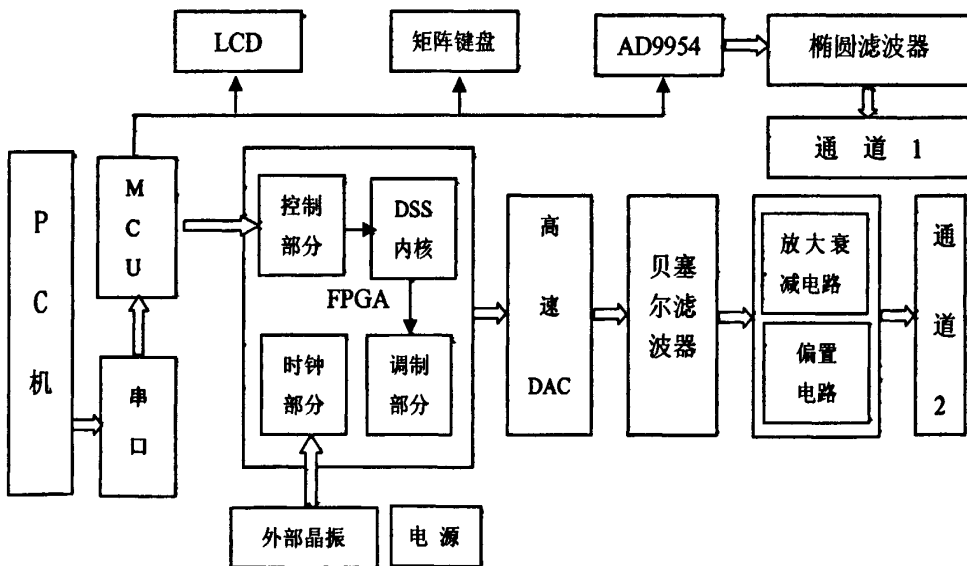 LCD
矩阵键盘
AD9954
椭圆滤波器
通 道 1
P
C
机
M
C
U
串
口
控制
部分
DSS
内核
FPGA
时钟
部分
调制
部分
外部晶振
电 源
高
速
DAC
贝塞
尔滤
波器
放大衰
减电路
偏置
电路
通
道
2